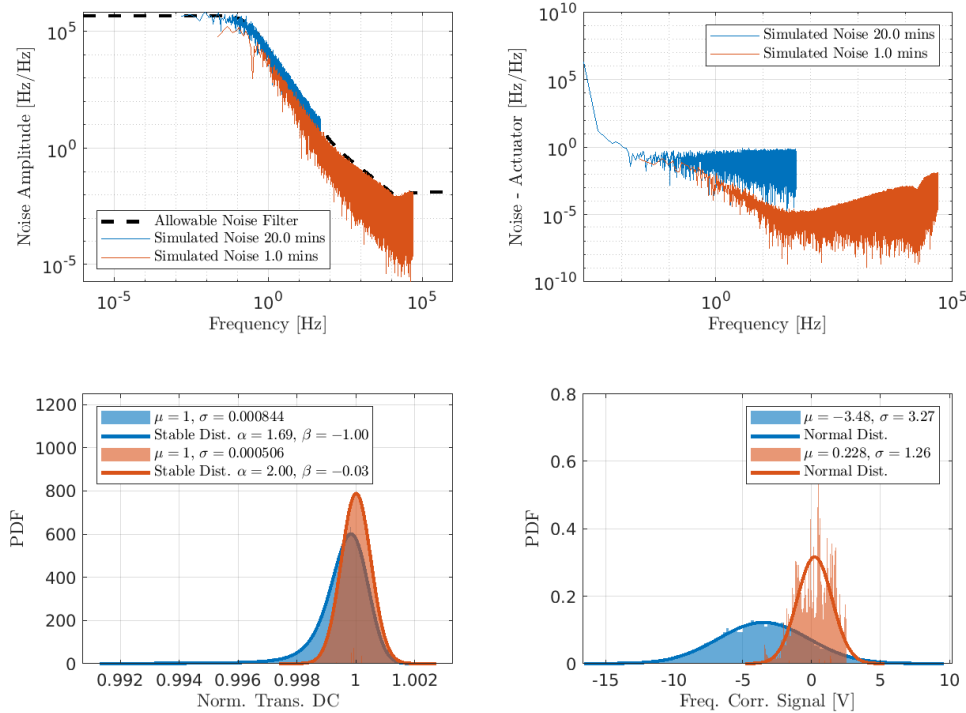 10^5
10^0
10^-5
Noise Amplitude [Hz/Hz]
Allowable Noise Filter
Simulated Noise 20.0 mins
Simulated Noise 1.0 mins
10^-5 10^0 10^5
Frequency [Hz]
10^10
10^5
10^0
10^-5
10^-10
Noise - Actuator [Hz/Hz]
Simulated Noise 20.0 mins
Simulated Noise 1.0 mins
10^0 10^5
Frequency [Hz]
1200
1000
800
600
400
200
0
PDF
μ = 1, σ = 0.000844
Stable Dist. α = 1.69, β = −1.00
μ = 1, σ = 0.000506
Stable Dist. α = 2.00, β = −0.03
0.992 0.994 0.996 0.998 1 1.002
Norm. Trans. DC
0.8
0.6
0.4
0.2
0
PDF
μ = −3.48, σ = 3.27
Normal Dist.
μ = 0.228, σ = 1.26
Normal Dist.
-15 -10 -5 0 5 10
Freq. Corr. Signal [V]